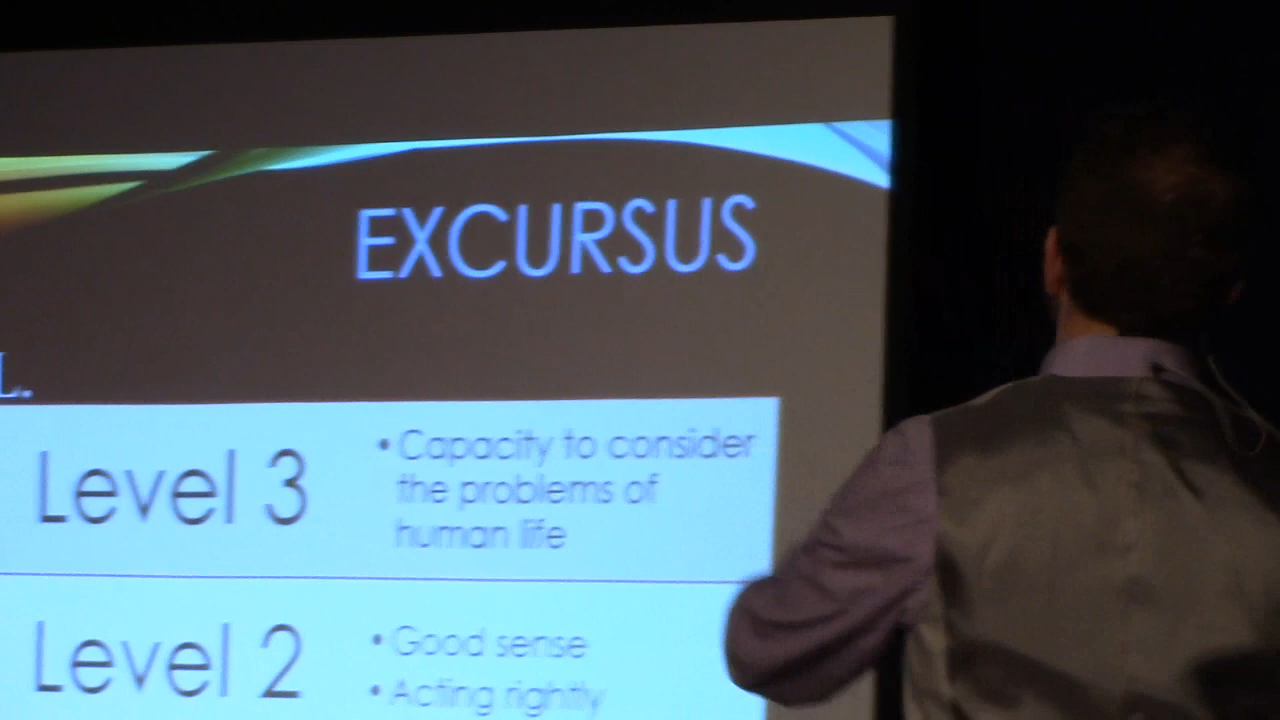 EXCURSUS
Level 3
• Capacity to consider
the problems of
human life
Level 2
• Good sense
• Acting rightly